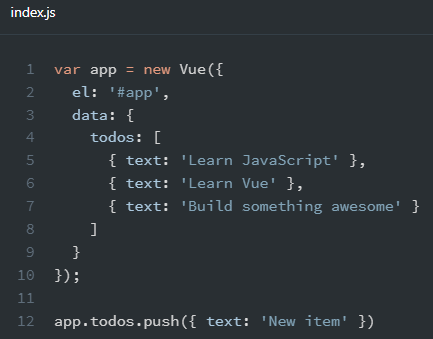 index.js
1 var app = new Vue({
2   el: '#app',
3   data: {
4     todos: [
5       { text: 'Learn JavaScript' },
6       { text: 'Learn Vue' },
7       { text: 'Build something awesome' }
8     ]
9   }
10 });
11
12 app.todos.push({ text: 'New item' })